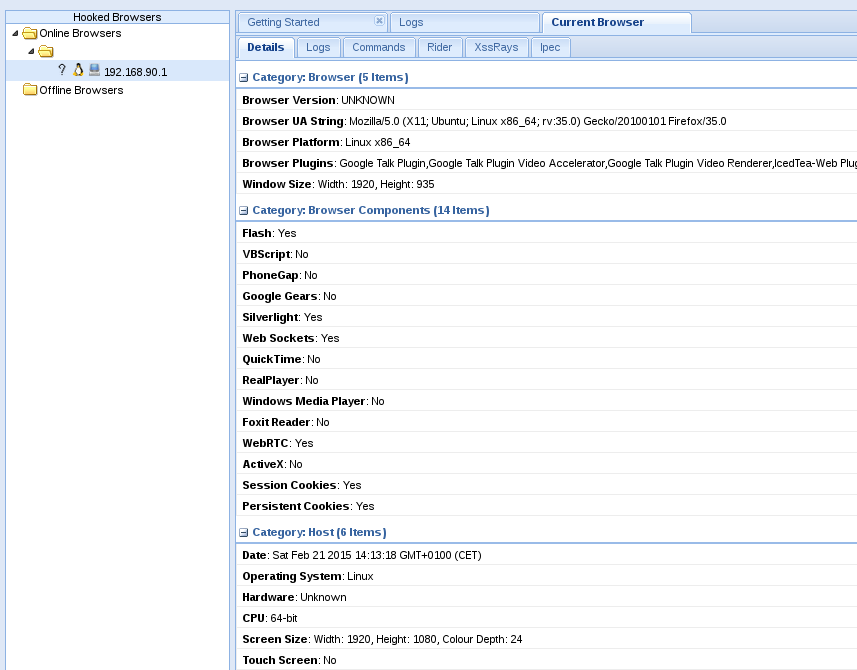 Hooked Browsers
Online Browsers
192.168.90.1
Offline Browsers
Getting Started
Logs
Current Browser
Details
Logs
Commands
Rider
XssRays
Ipec
Category: Browser (5 Items)
Browser Version: UNKNOWN
Browser UA String: Mozilla/5.0 (X11; Ubuntu; Linux x86_64; rv:35.0) Gecko/20100101 Firefox/35.0
Browser Platform: Linux x86_64
Browser Plugins: Google Talk Plugin,Google Talk Plugin Video Accelerator,Google Talk Plugin Video Renderer,IcedTea-Web Plug
Window Size: Width: 1920, Height: 935
Category: Browser Components (14 Items)
Flash: Yes
VBScript: No
PhoneGap: No
Google Gears: No
Silverlight: Yes
Web Sockets: Yes
QuickTime: No
RealPlayer: No
Windows Media Player: No
Foxit Reader: No
WebRTC: Yes
ActiveX: No
Session Cookies: Yes
Persistent Cookies: Yes
Category: Host (6 Items)
Date: Sat Feb 21 2015 14:13:18 GMT+0100 (CET)
Operating System: Linux
Hardware: Unknown
CPU: 64-bit
Screen Size: Width: 1920, Height: 1080, Colour Depth: 24
Touch Screen: No